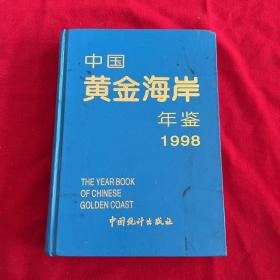 中国
黄金海岸
年鉴
1998
THE YEAR BOOK
OF CHINESE
GOLDEN COAST
中国统计出版社